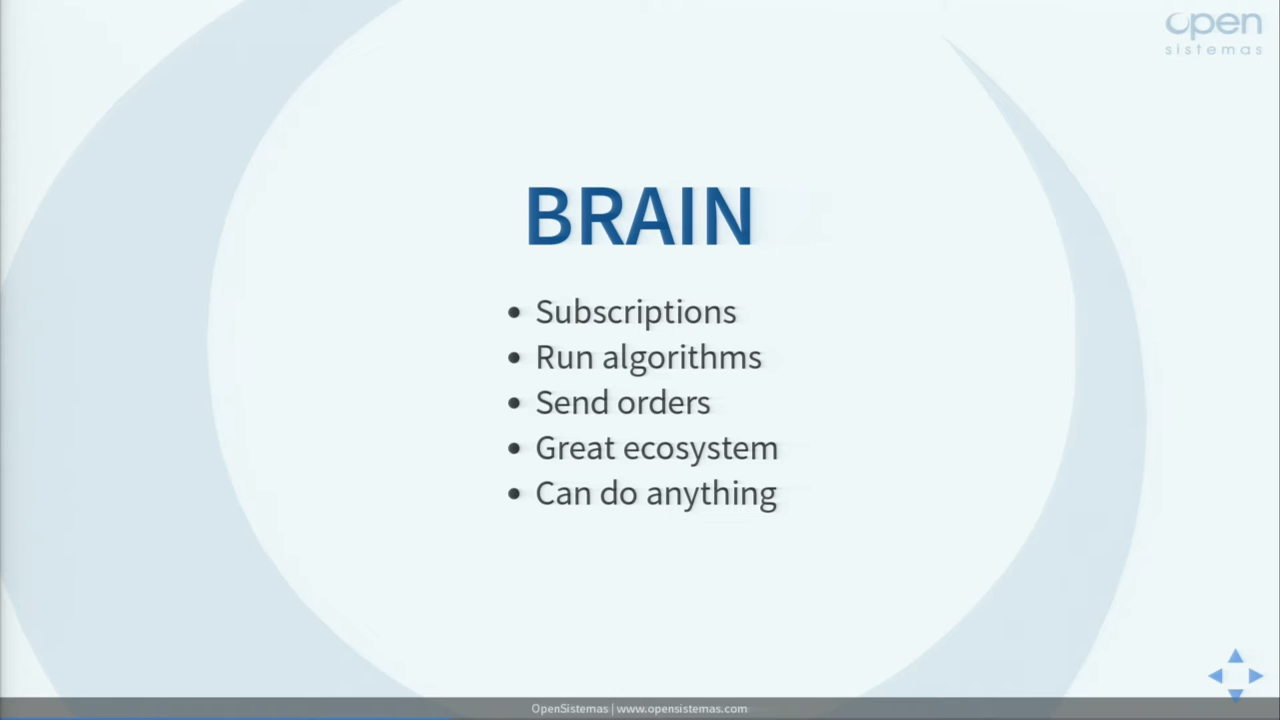 open
sistemas
BRAIN
• Subscriptions
• Run algorithms
• Send orders
• Great ecosystem
• Can do anything
OpenSistemas | www.opensistemas.com